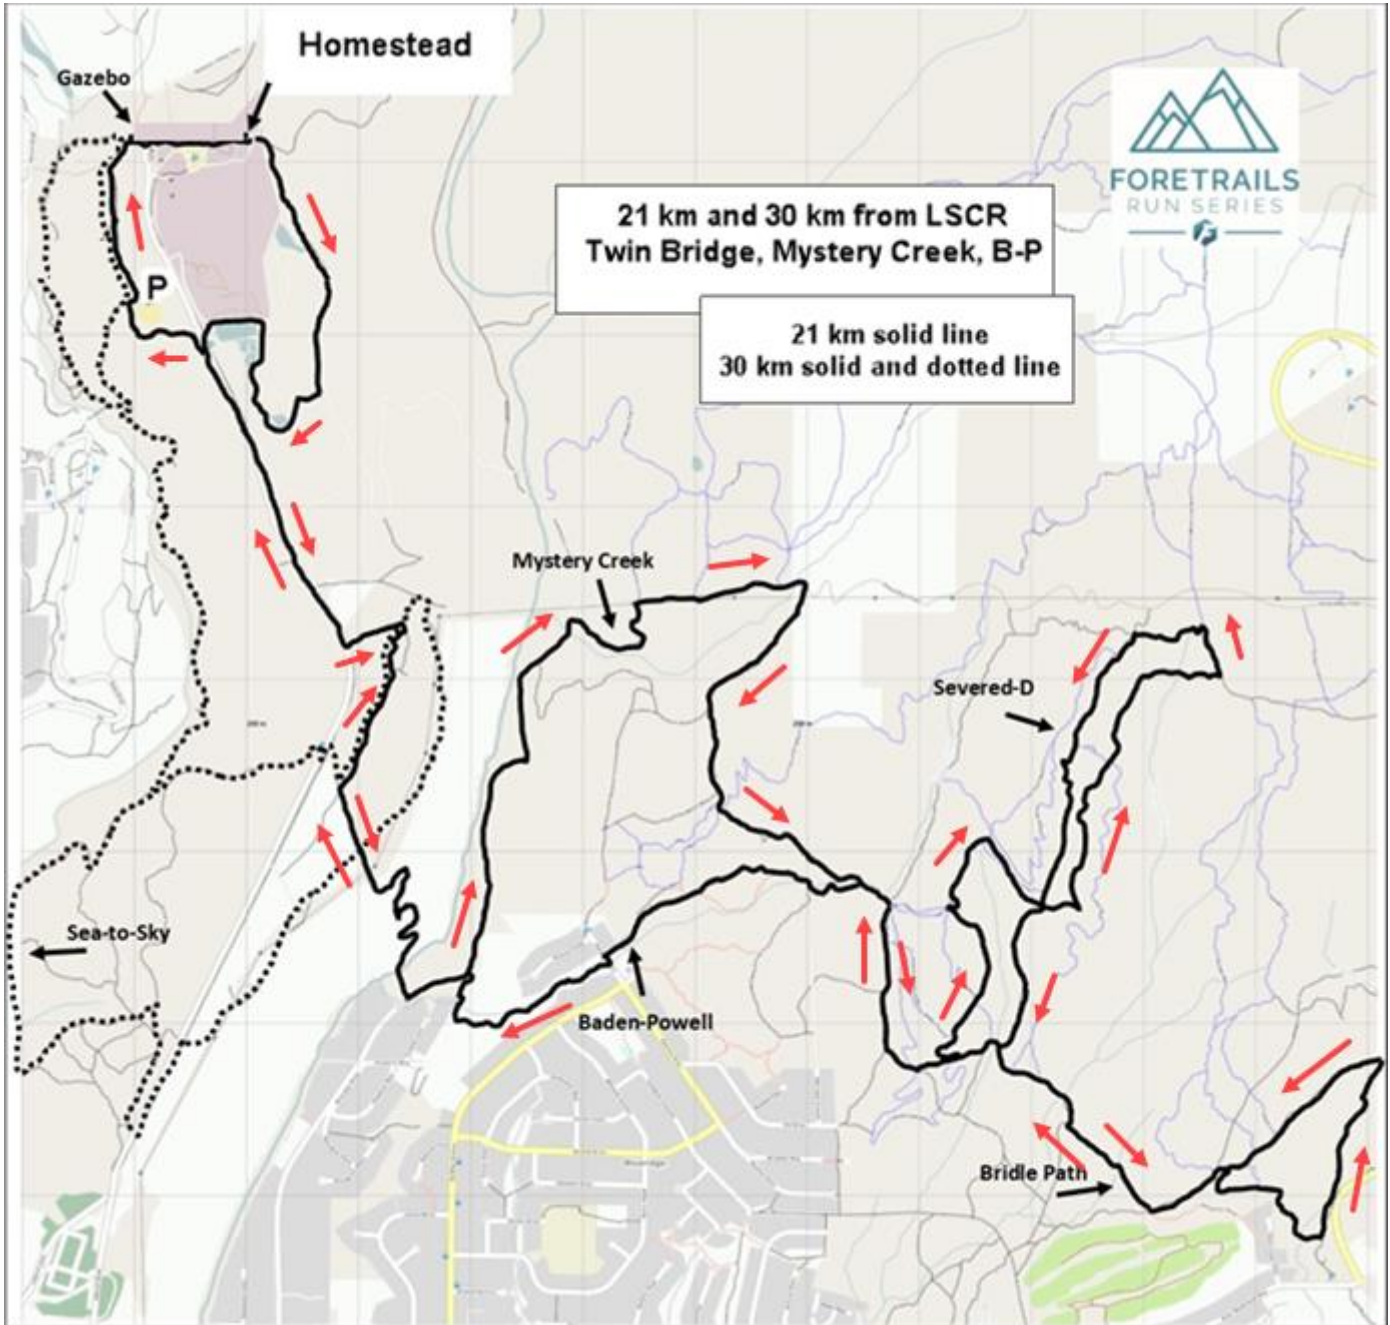 Homestead
Gazebo
FORETRAILS
RUN SERIES
21 km and 30 km from LSCR
Twin Bridge, Mystery Creek, B-P
P
21 km solid line
30 km solid and dotted line
Mystery Creek
Severed-D
Sea-to-Sky
Baden-Powell
Bridle Path